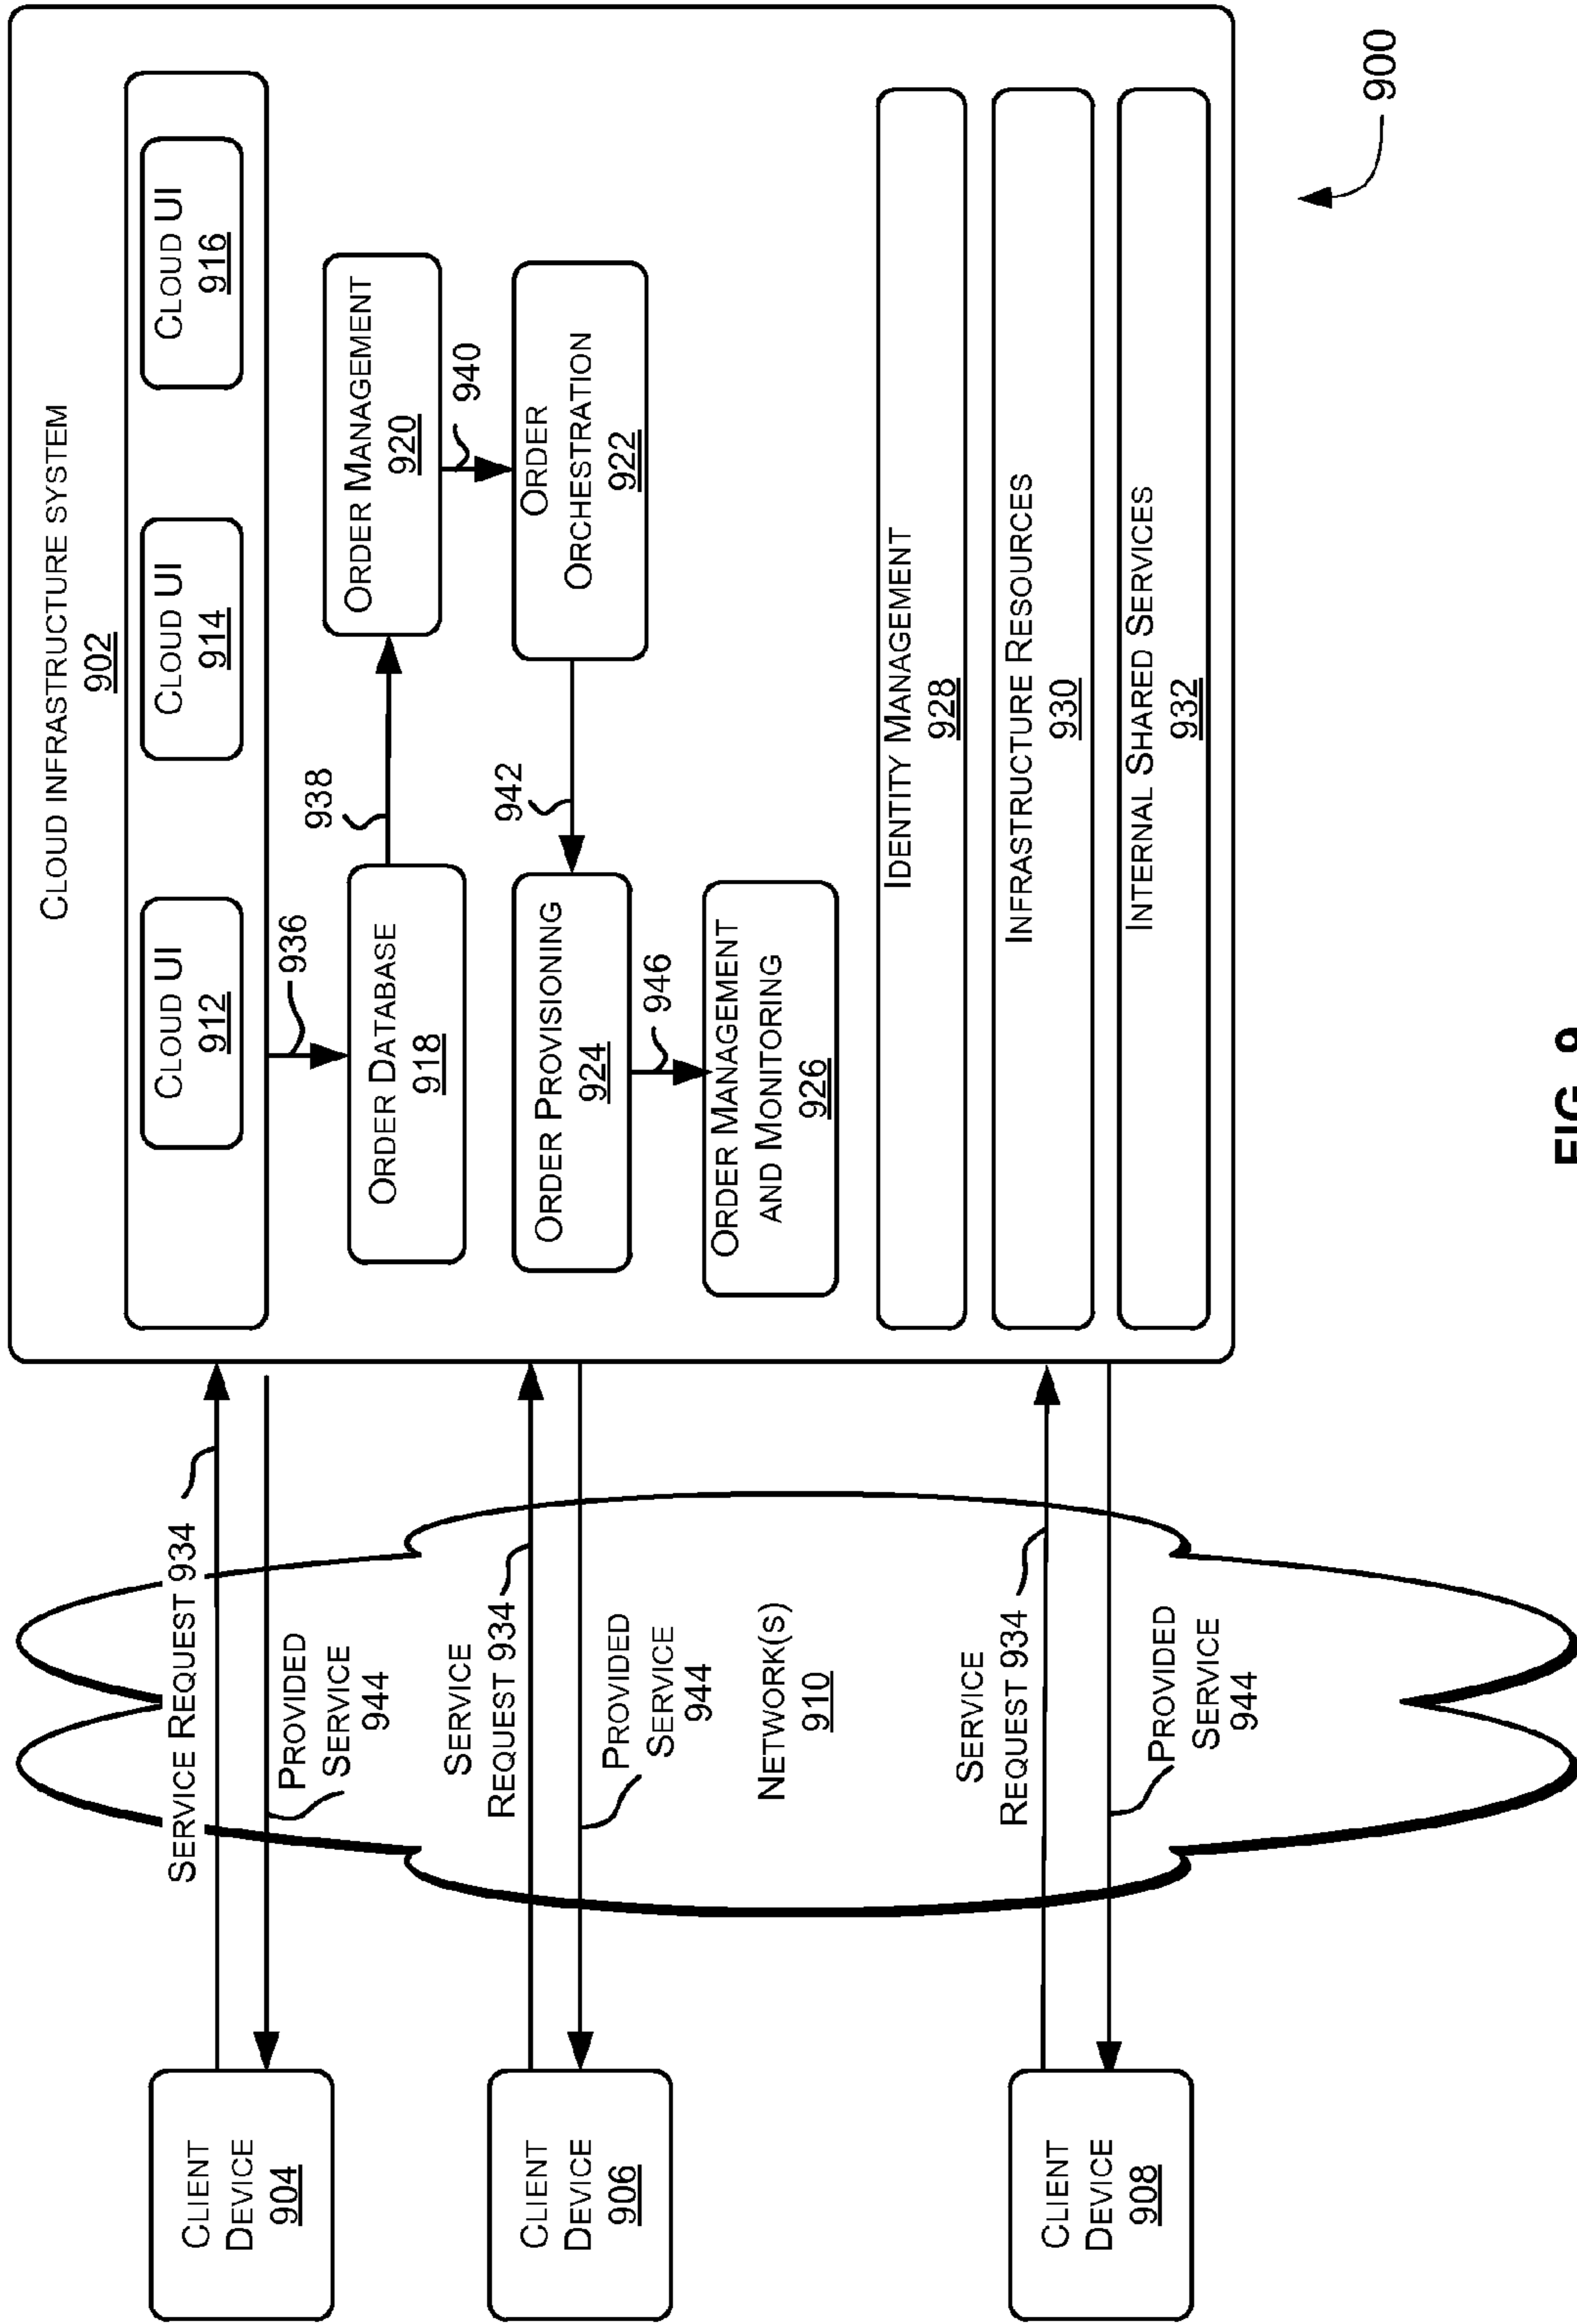 CLOUD INFRASTRUCTURE SYSTEM
902
CLOUD UI
912
CLOUD UI
914
CLOUD UI
916
936
ORDER DATABASE
918
938
ORDER MANAGEMENT
920
940
ORDER
ORCHESTRATION
922
942
ORDER PROVISIONING
924
946
ORDER MANAGEMENT
AND MONITORING
926
IDENTITY MANAGEMENT
928
INFRASTRUCTURE RESOURCES
930
INTERNAL SHARED SERVICES
932
SERVICE REQUEST 934
PROVIDED
SERVICE
944
SERVICE
REQUEST 934
PROVIDED
SERVICE
944
NETWORK(S)
910
SERVICE
REQUEST 934
PROVIDED
SERVICE
944
CLIENT
DEVICE
904
CLIENT
DEVICE
906
CLIENT
DEVICE
908
900
FIG. 9